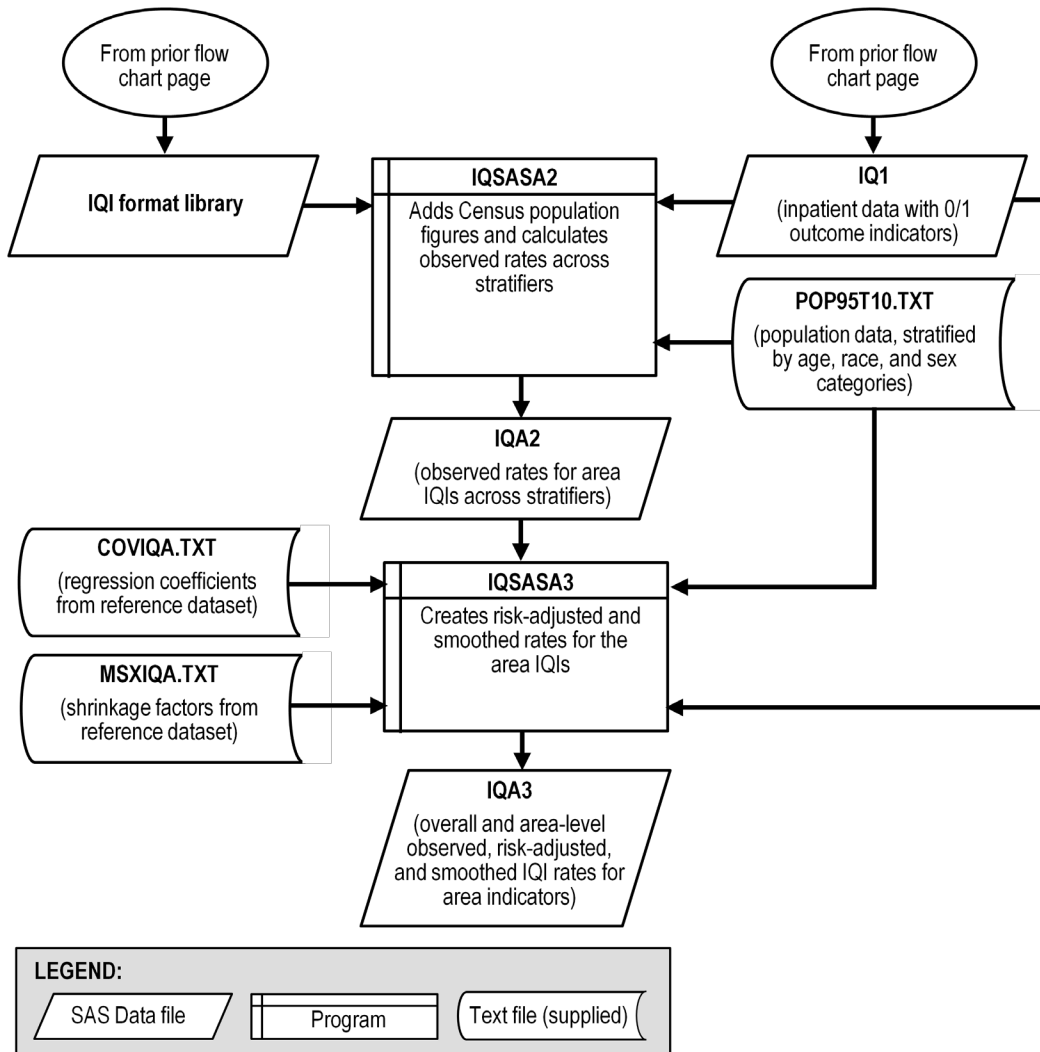 From prior flow
chart page
From prior flow
chart page
IQI format library
IQSASA2
Adds Census population
figures and calculates
observed rates across
stratifiers
IQ1
(inpatient data with 0/1
outcome indicators)
POP95T10.TXT
(population data, stratified
by age, race, and sex
categories)
IQA2
(observed rates for area
IQIs across stratifiers)
COVIQA.TXT
(regression coefficients
from reference dataset)
IQSASA3
Creates risk-adjusted and
smoothed rates for the
area IQIs
MSXIQA.TXT
(shrinkage factors from
reference dataset)
IQA3
(overall and area-level
observed, risk-adjusted,
and smoothed IQI rates for
area indicators)
LEGEND:
SAS Data file
Program
Text file (supplied)